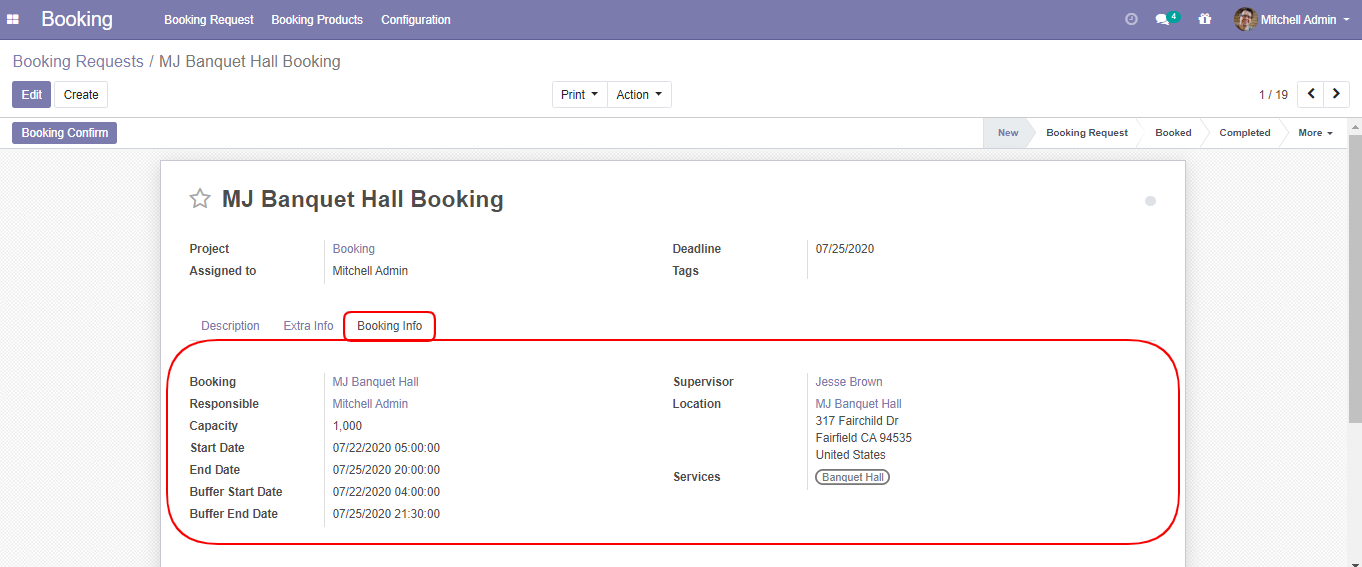 Booking Booking Request Booking Products Configuration 4 Mitchell Admin
Booking Requests / MJ Banquet Hall Booking
Edit Create Print Action 1 / 19
Booking Confirm New Booking Request Booked Completed More
MJ Banquet Hall Booking
Project Booking Deadline 07/25/2020
Assigned to Mitchell Admin Tags
Description Extra Info Booking Info
Booking MJ Banquet Hall Supervisor Jesse Brown
Responsible Mitchell Admin Location MJ Banquet Hall
Capacity 1,000 317 Fairchild Dr
Fairfield CA 94535
Start Date 07/22/2020 05:00:00 United States
End Date 07/25/2020 20:00:00 Services Banquet Hall
Buffer Start Date 07/22/2020 04:00:00
Buffer End Date 07/25/2020 21:30:00